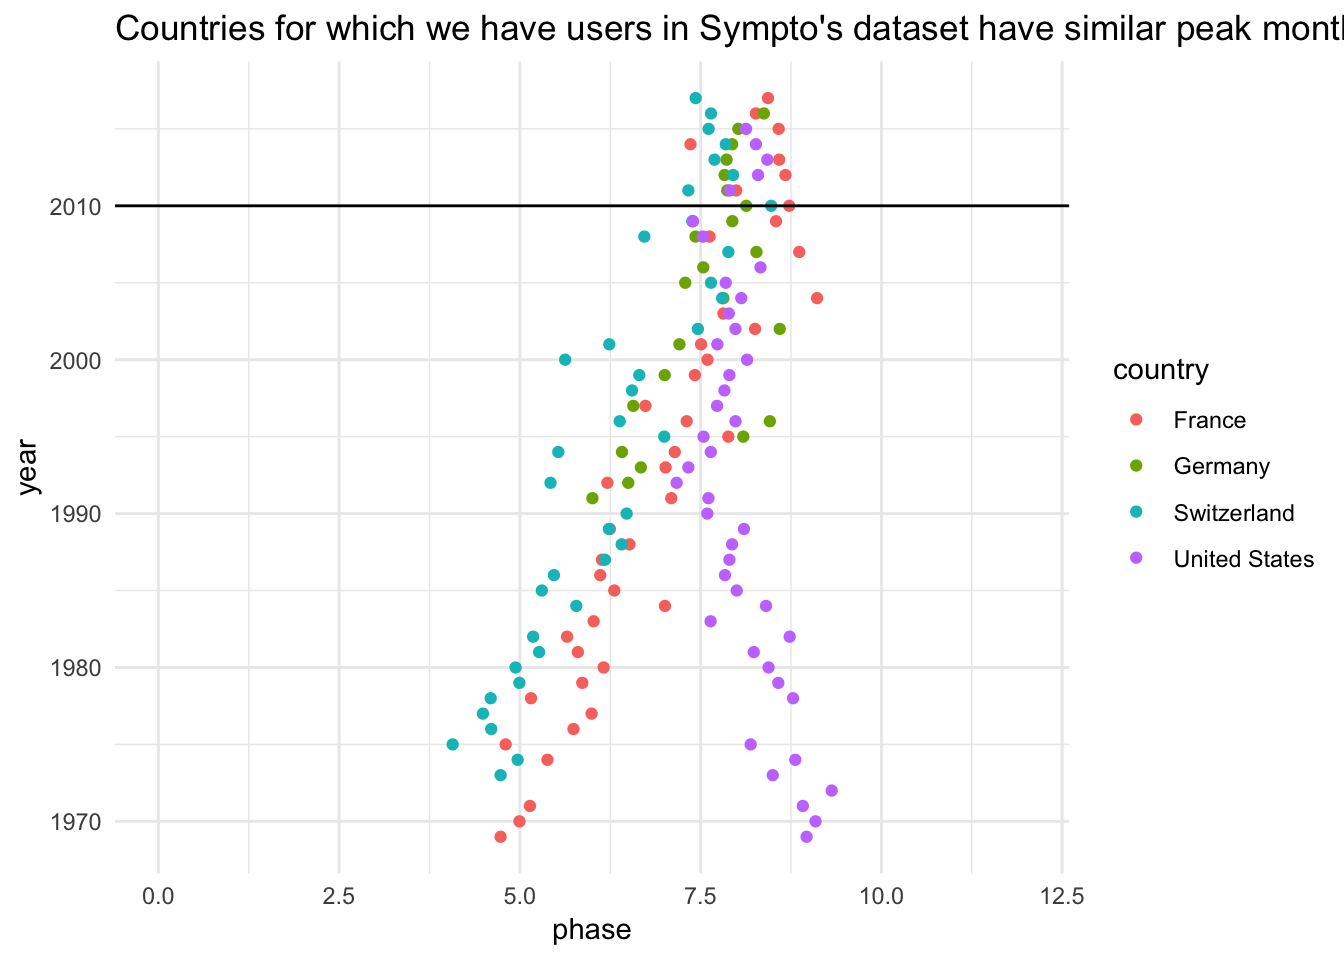 Countries for which we have users in Sympto's dataset have similar peak mont
year
2010
2000
1990
1980
1970
0.0 2.5 5.0 7.5 10.0 12.5
phase
country
France
Germany
Switzerland
United States